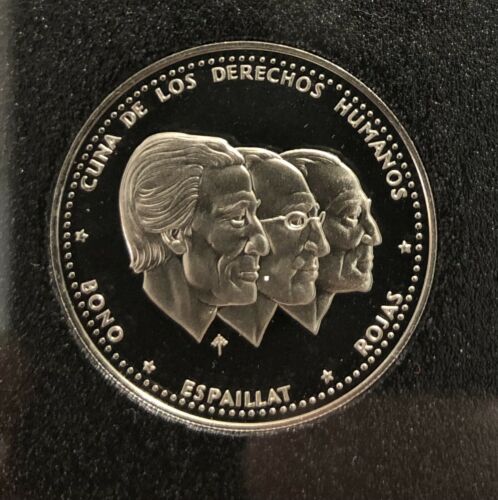 CUNA DE LOS DERECHOS HUMANOS
BONO * ESPAILLAT * ROJAS